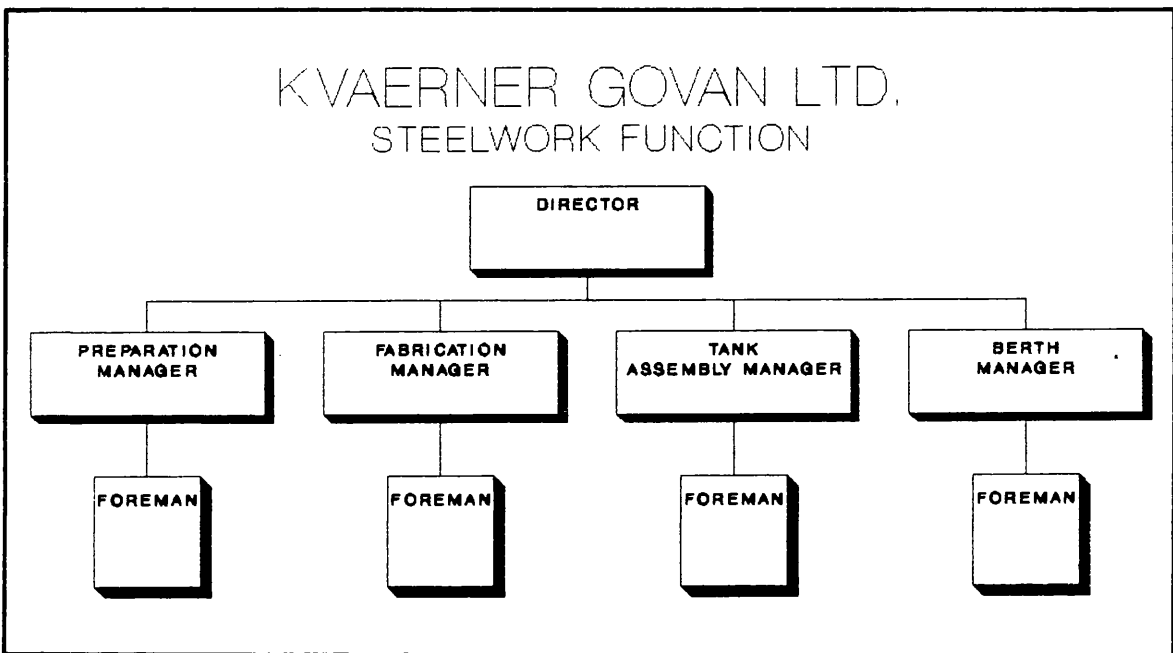 KVAERNER GOVAN LTD.
STEELWORK FUNCTION
DIRECTOR
PREPARATION
MANAGER
FABRICATION
MANAGER
TANK
ASSEMBLY MANAGER
BERTH
MANAGER
FOREMAN
FOREMAN
FOREMAN
FOREMAN